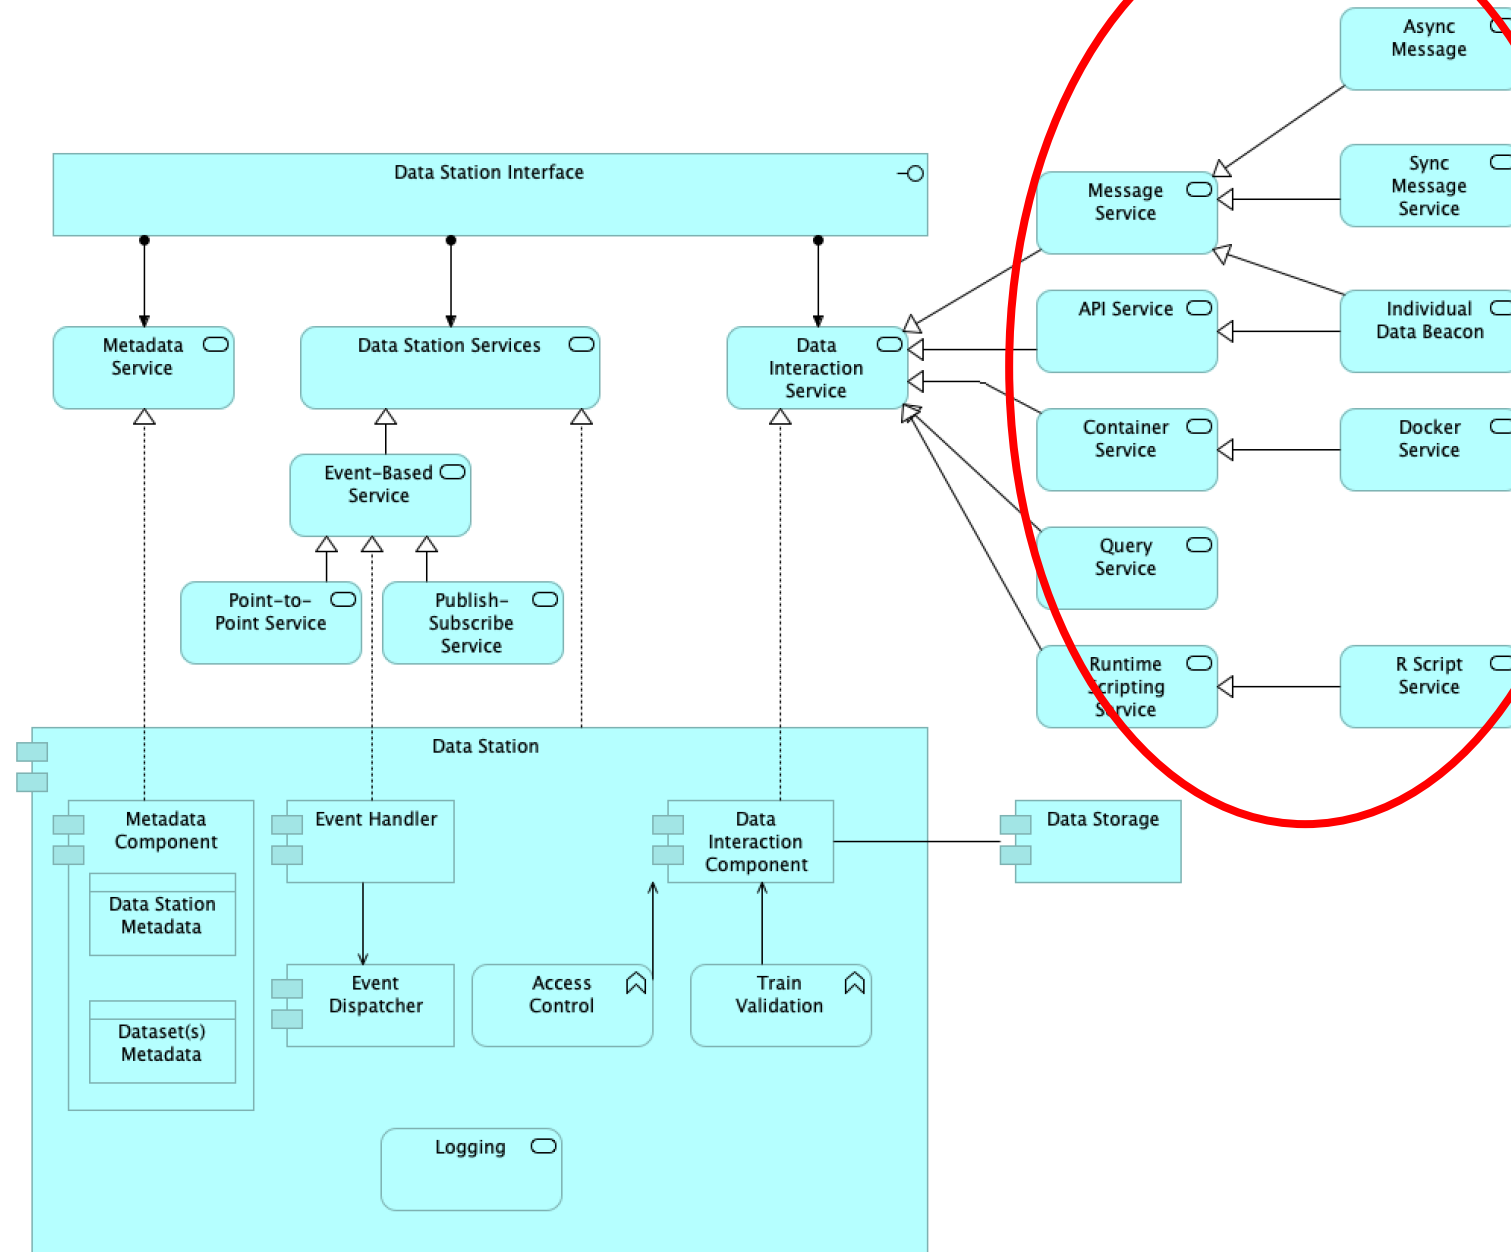 Async
Message
Data Station Interface
Sync
Message
Service
Message
Service
API Service
Individual
Data Beacon
Metadata
Service
Data Station Services
Data
Interaction
Service
Container
Service
Docker
Service
Event-Based
Service
Query
Service
Point-to-
Point Service
Publish-
Subscribe
Service
Runtime
Scripting
Service
R Script
Service
Data Station
Metadata
Component
Event Handler
Data
Interaction
Component
Data Storage
Data Station
Metadata
Event
Dispatcher
Access
Control
Train
Validation
Dataset(s)
Metadata
Logging